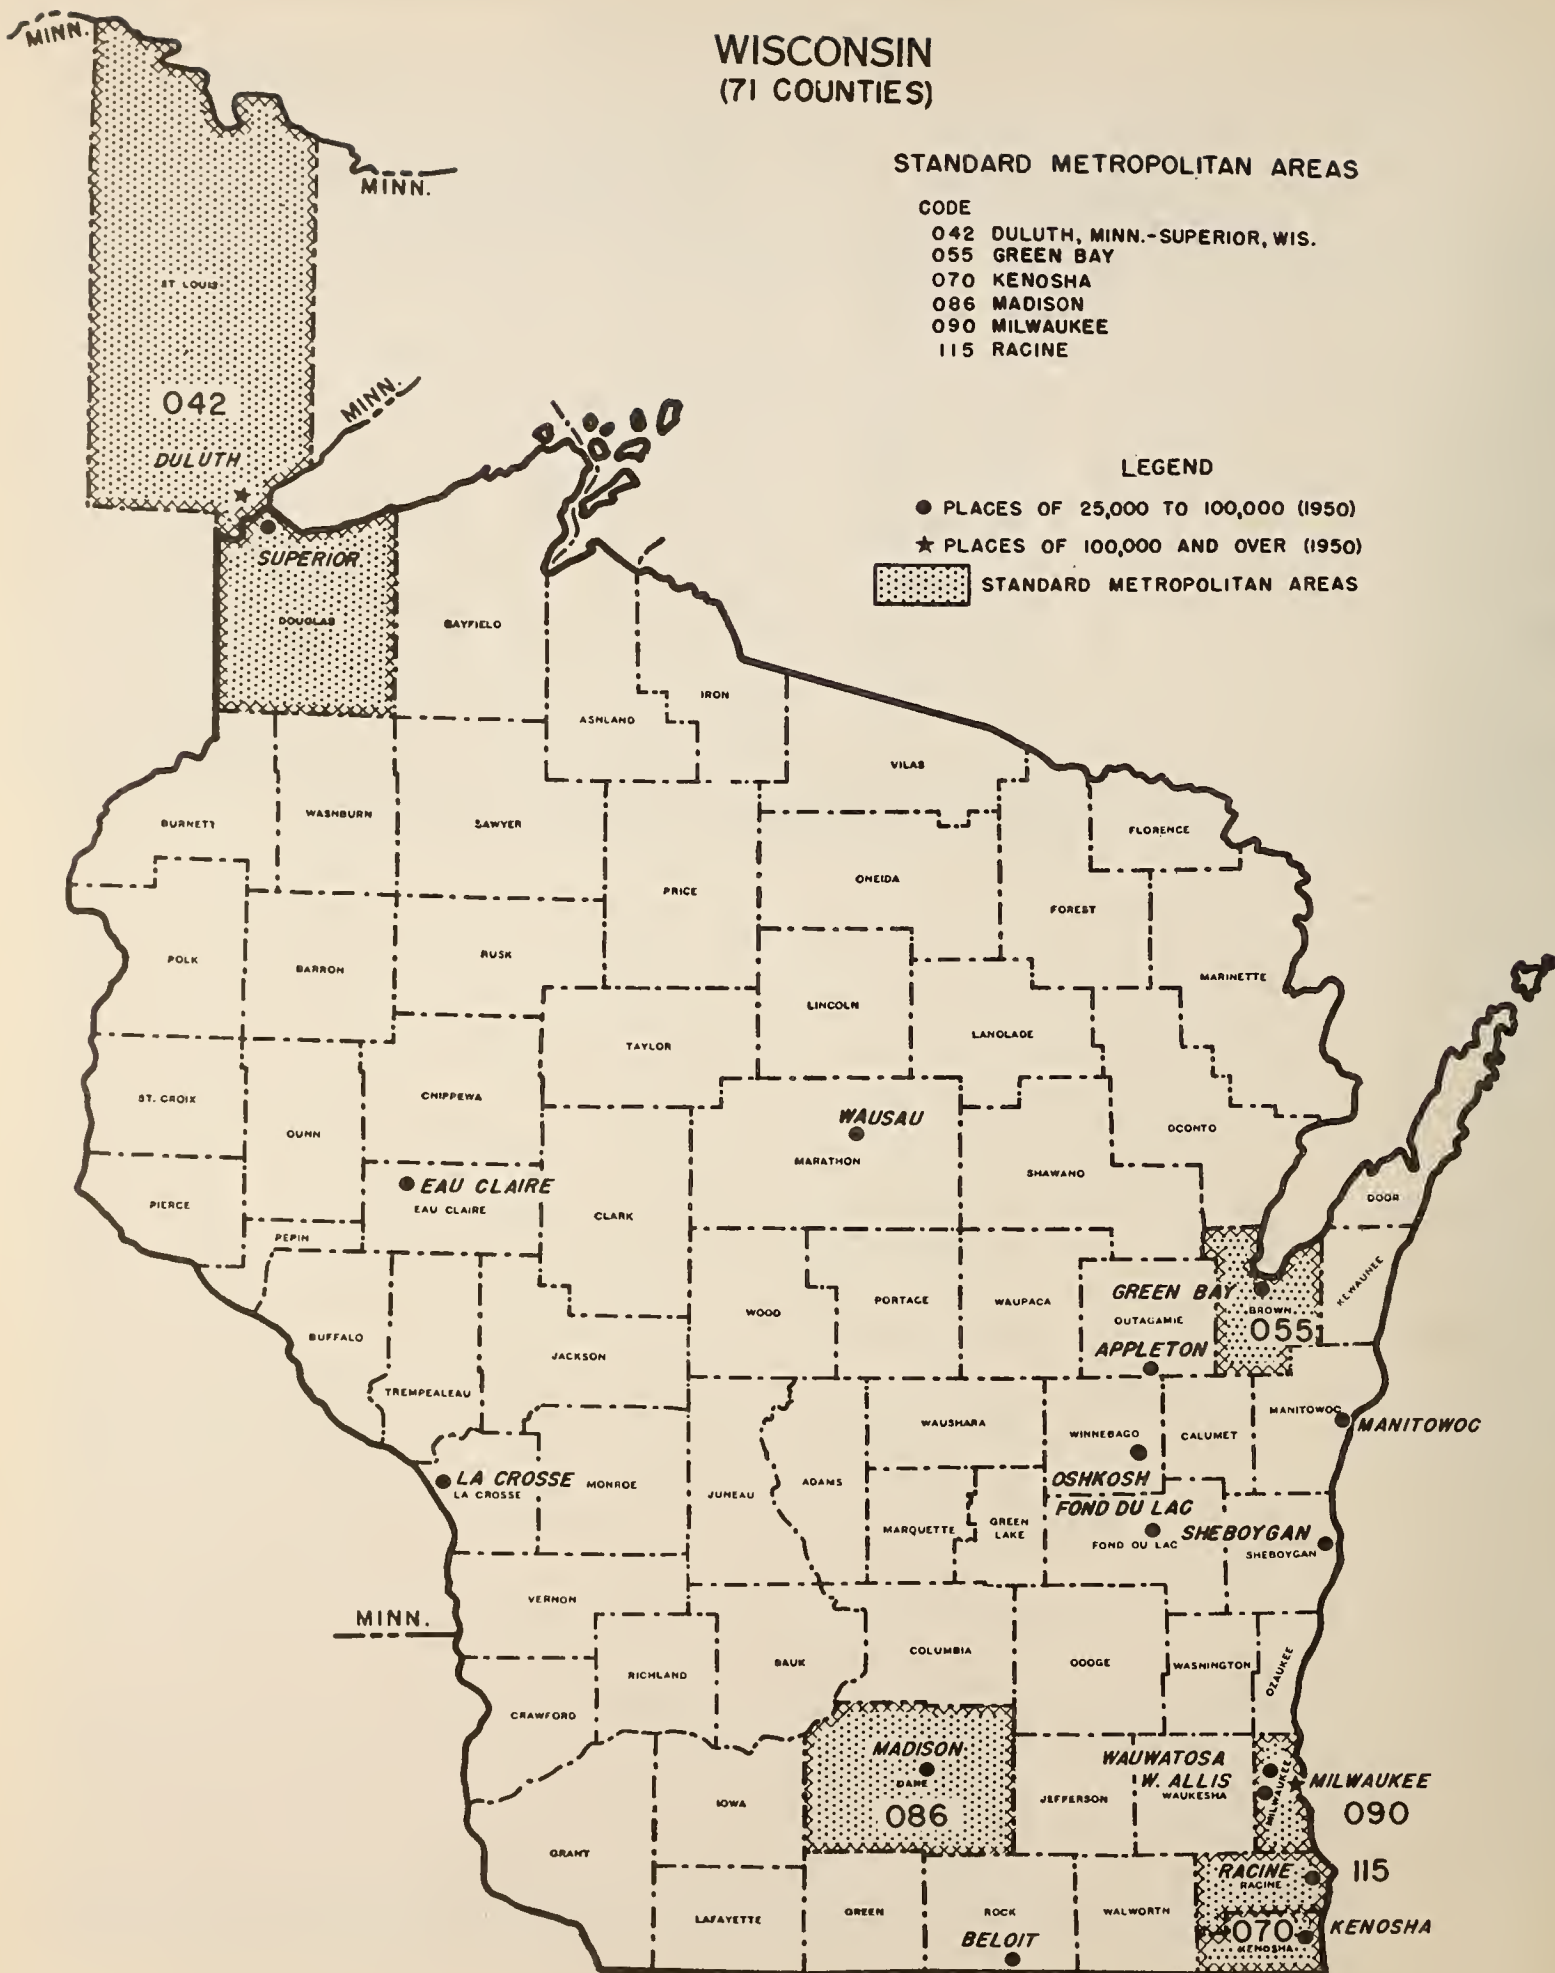 MINN.
WISCONSIN
(71 COUNTIES)
STANDARD METROPOLITAN AREAS
CODE
042 DULUTH, MINN.-SUPERIOR, WIS.
055 GREEN BAY
070 KENOSHA
086 MADISON
090 MILWAUKEE
115 RACINE
MINN.
ST LOUIS
042
DULUTH
MINN.
LEGEND
PLACES OF 25,000 TO 100,000 (1950)
★ PLACES OF 100,000 AND OVER (1950)
STANDARD METROPOLITAN AREAS
SUPERIOR
DOUGLAS
BAYFIELD
ASHLAND
IRON
VILAS
BURNETT
WASHBURN
SAWYER
PRICE
ONEIDA
FLORENCE
FOREST
MARINETTE
POLK
BARRON
RUSK
LINCOLN
LANGLADE
TAYLOR
ST. CROIX
DUNN
CHIPPEWA
WAUSAU
MARATHON
OCONTO
SHAWANO
PIERCE
EAU CLAIRE
EAU CLAIRE
CLARK
DOOR
PEPIN
BUFFALO
TREMPEALEAU
JACKSON
WOOD
PORTAGE
WAUPACA
GREEN BAY
OUTAGAMIE
APPLETON
BROWN
055
KEWAUNEE
WAUSHARA
WINNEBAGO
CALUMET
MANITOWOC
MANITOWOC
LA CROSSE
LA CROSSE
MONROE
JUNEAU
ADAMS
OSHKOSH
FOND DU LAC
MARQUETTE
GREEN
LAKE
FOND DU LAC
SHEBOYGAN
SHEBOYGAN
VERNON
MINN.
RICHLAND
SAUK
COLUMBIA
DODGE
WASHINGTON
OZAUKEE
CRAWFORD
MADISON
DANE
086
WAUWATOSA
W. ALLIS
WAUKESHA
JEFFERSON
MILWAUKEE
MILWAUKEE
090
IOWA
GRANT
RACINE
RACINE
115
LAFAYETTE
GREEN
ROCK
BELOIT
WALWORTH
070
KENOSHA
KENOSHA